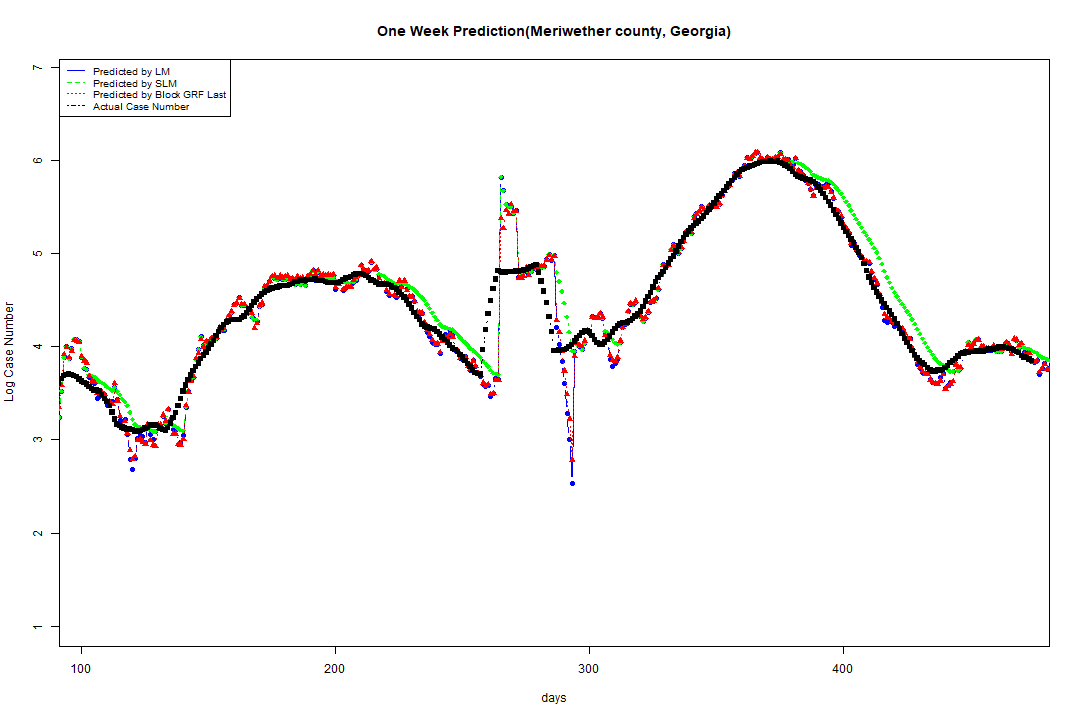 One Week Prediction(Meriwether county, Georgia)
Predicted by LM
Predicted by SLM
Predicted by Block GRF Last
Actual Case Number
7
6
5
4
3
2
1
Log Case Number
100 200 300 400
days